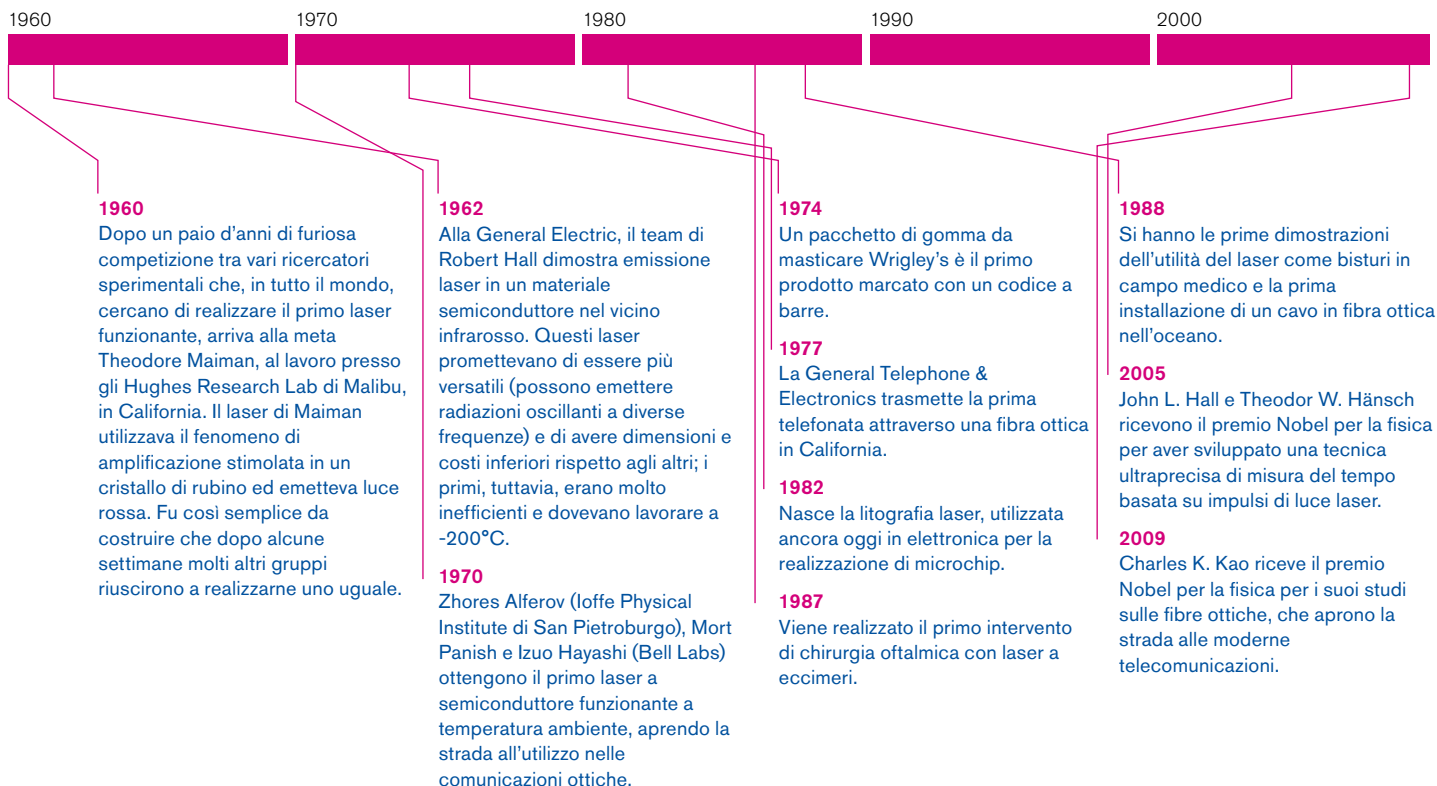 1960
1970
1980
1990
2000
1960
Dopo un paio d'anni di furiosa
competizione tra vari ricercatori
sperimentali che, in tutto il mondo,
cercano di realizzare il primo laser
funzionante, arriva alla meta
Theodore Maiman, al lavoro presso
gli Hughes Research Lab di Malibu,
in California. Il laser di Maiman
utilizzava il fenomeno di
amplificazione stimolata in un
cristallo di rubino ed emetteva luce
rossa. Fu così semplice da
costruire che dopo alcune
settimane molti altri gruppi
riuscirono a realizzarne uno uguale.
1962
Alla General Electric, il team di
Robert Hall dimostra emissione
laser in un materiale
semiconduttore nel vicino
infrarosso. Questi laser
promettevano di essere più
versatili (possono emettere
radiazioni oscillanti a diverse
frequenze) e di avere dimensioni e
costi inferiori rispetto agli altri; i
primi, tuttavia, erano molto
inefficienti e dovevano lavorare a
-200°C.
1970
Zhores Alferov (Ioffe Physical
Institute di San Pietroburgo), Mort
Panish e Izuo Hayashi (Bell Labs)
ottengono il primo laser a
semiconduttore funzionante a
temperatura ambiente, aprendo la
strada all'utilizzo nelle
comunicazioni ottiche.
1974
Un pacchetto di gomma da
masticare Wrigley's è il primo
prodotto marcato con un codice a
barre.
1977
La General Telephone &
Electronics trasmette la prima
telefonata attraverso una fibra ottica
in California.
1982
Nasce la litografia laser, utilizzata
ancora oggi in elettronica per la
realizzazione di microchip.
1987
Viene realizzato il primo intervento
di chirurgia oftalmica con laser a
eccimeri.
1988
Si hanno le prime dimostrazioni
dell'utilità del laser come bisturi in
campo medico e la prima
installazione di un cavo in fibra ottica
nell'oceano.
2005
John L. Hall e Theodor W. Hänsch
ricevono il premio Nobel per la fisica
per aver sviluppato una tecnica
ultraprecisa di misura del tempo
basata su impulsi di luce laser.
2009
Charles K. Kao riceve il premio
Nobel per la fisica per i suoi studi
sulle fibre ottiche, che aprono la
strada alle moderne
telecomunicazioni.